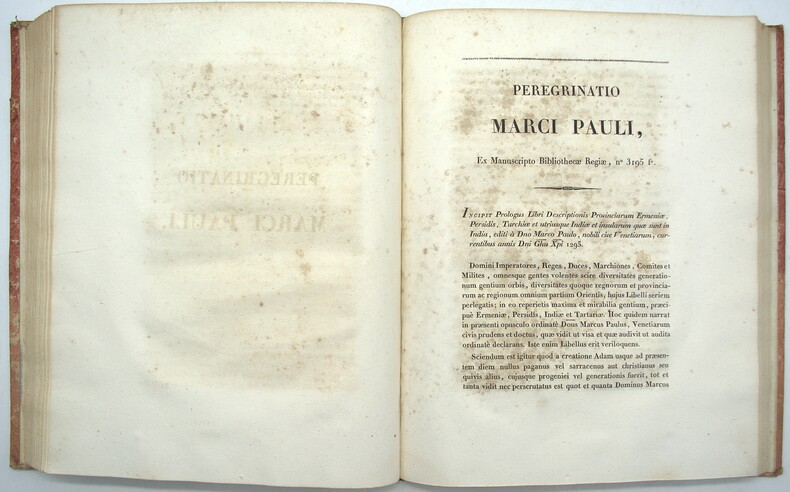 PEREGRINATIO
MARCI PAULI,
Ex Manuscripto Bibliothecæ Regiæ, nº 3195 fr.
Incipit Prologus Libri Descriptionis Prouinciarum Ermeniæ,
Persidis, Turchiæ et utriusque Indiæ et insularum quæ sunt in
India, editi à Dno Marco Paulo, nobili ciue Venetiarum, cur-
rentibus annis Dni Ghu Xpi 1295.
Domini Imperatores, Reges, Duces, Marchiones, Comites et
Milites, omnesque gentes volentes scire diversitates generatio-
num gentium orbis, diversitates quoque regnorum et provincia-
rum ac regionum omnium partium Orientis, hujus Libelli seriem
perlegatis; in eo reperietis maxima et mirabilia gentium, præci-
puè Ermeniæ, Persidis, Indiæ et Tartariæ. Hoc quidem narrat
in præsenti opusculo ordinatè Dous Marcus Paulus, Venetiarum
civis prudens et doctus, quæ vidit ut visa et quæ audivit ut audita
ordinatè declarans. Iste enim Libellus erit veriloquens.
Sciendum est igitur quod a creatione Adam usque ad præsen-
tem diem nullus paganus vel sarracenus aut christianus seu
quivis alius, cujusque progeniei vel generationis fuerit, tot et
tanta vidit nec perscrutatus est quot et quanta Dominus Marcus